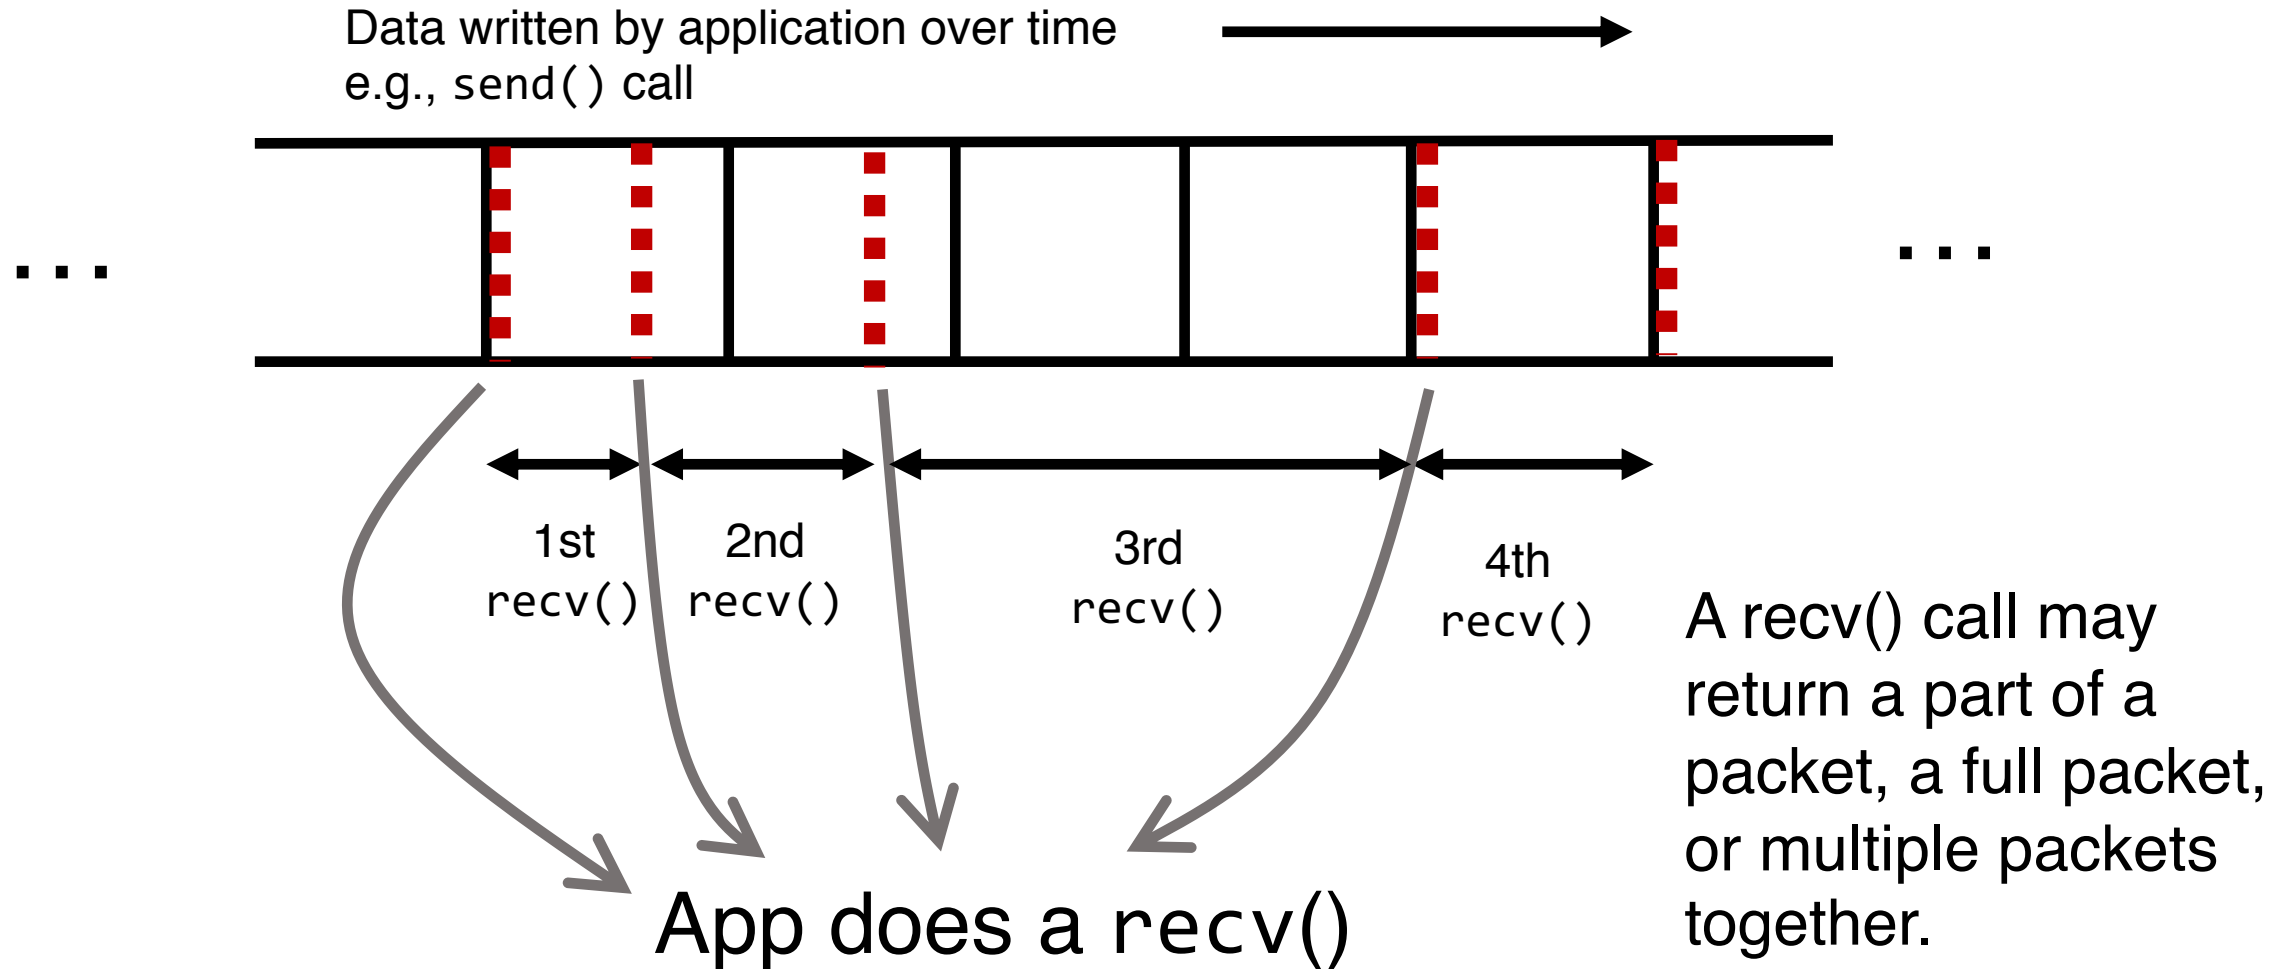 Data written by application over time
e.g., send() call
...
...
1st
recv()
2nd
recv()
3rd
recv()
4th
recv()
A recv() call may
return a part of a
packet, a full packet,
or multiple packets
together.
App does a recv()